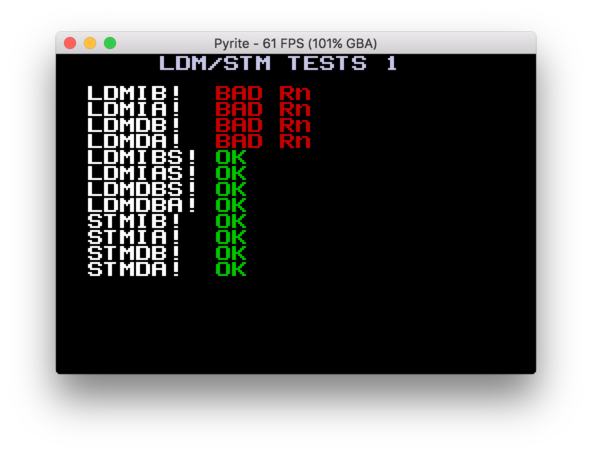 Pyrite - 61 FPS (101% GBA)
LDM/STM TESTS 1
LDMIB! BAD Rn
LDMIA! BAD Rn
LDMDB! BAD Rn
LDMDA! BAD Rn
LDMIBS! OK
LDMIAS! OK
LDMDBS! OK
LDMDBA! OK
STMIB! OK
STMIA! OK
STMDB! OK
STMDA! OK